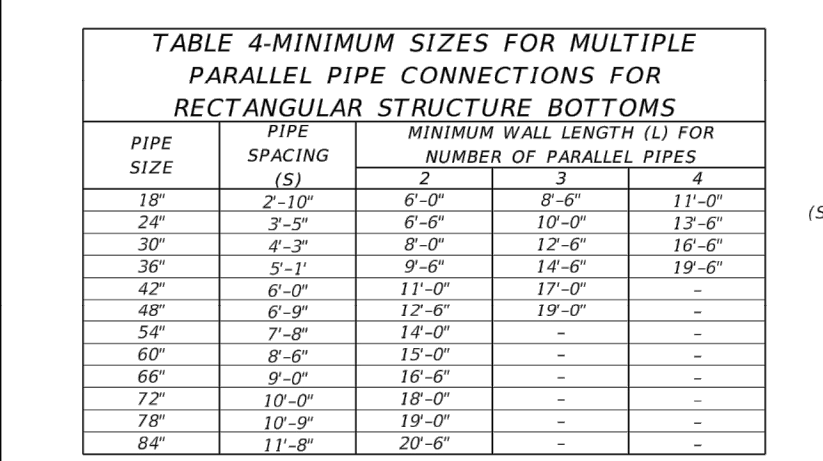 TABLE 4-MINIMUM SIZES FOR MULTIPLE
PARALLEL PIPE CONNECTIONS FOR
RECTANGULAR STRUCTURE BOTTOMS
PIPE SIZE PIPE SPACING (S) MINIMUM WALL LENGTH (L) FOR NUMBER OF PARALLEL PIPES
2 3 4
18" 2'-10" 6'-0" 8'-6" 11'-0"
24" 3'-5" 6'-6" 10'-0" 13'-6"
30" 4'-3" 8'-0" 12'-6" 16'-6"
36" 5'-1' 9'-6" 14'-6" 19'-6"
42" 6'-0" 11'-0" 17'-0" -
48" 6'-9" 12'-6" 19'-0" -
54" 7'-8" 14'-0" - -
60" 8'-6" 15'-0" - -
66" 9'-0" 16'-6" - -
72" 10'-0" 18'-0" - -
78" 10'-9" 19'-0" - -
84" 11'-8" 20'-6" - -
(S